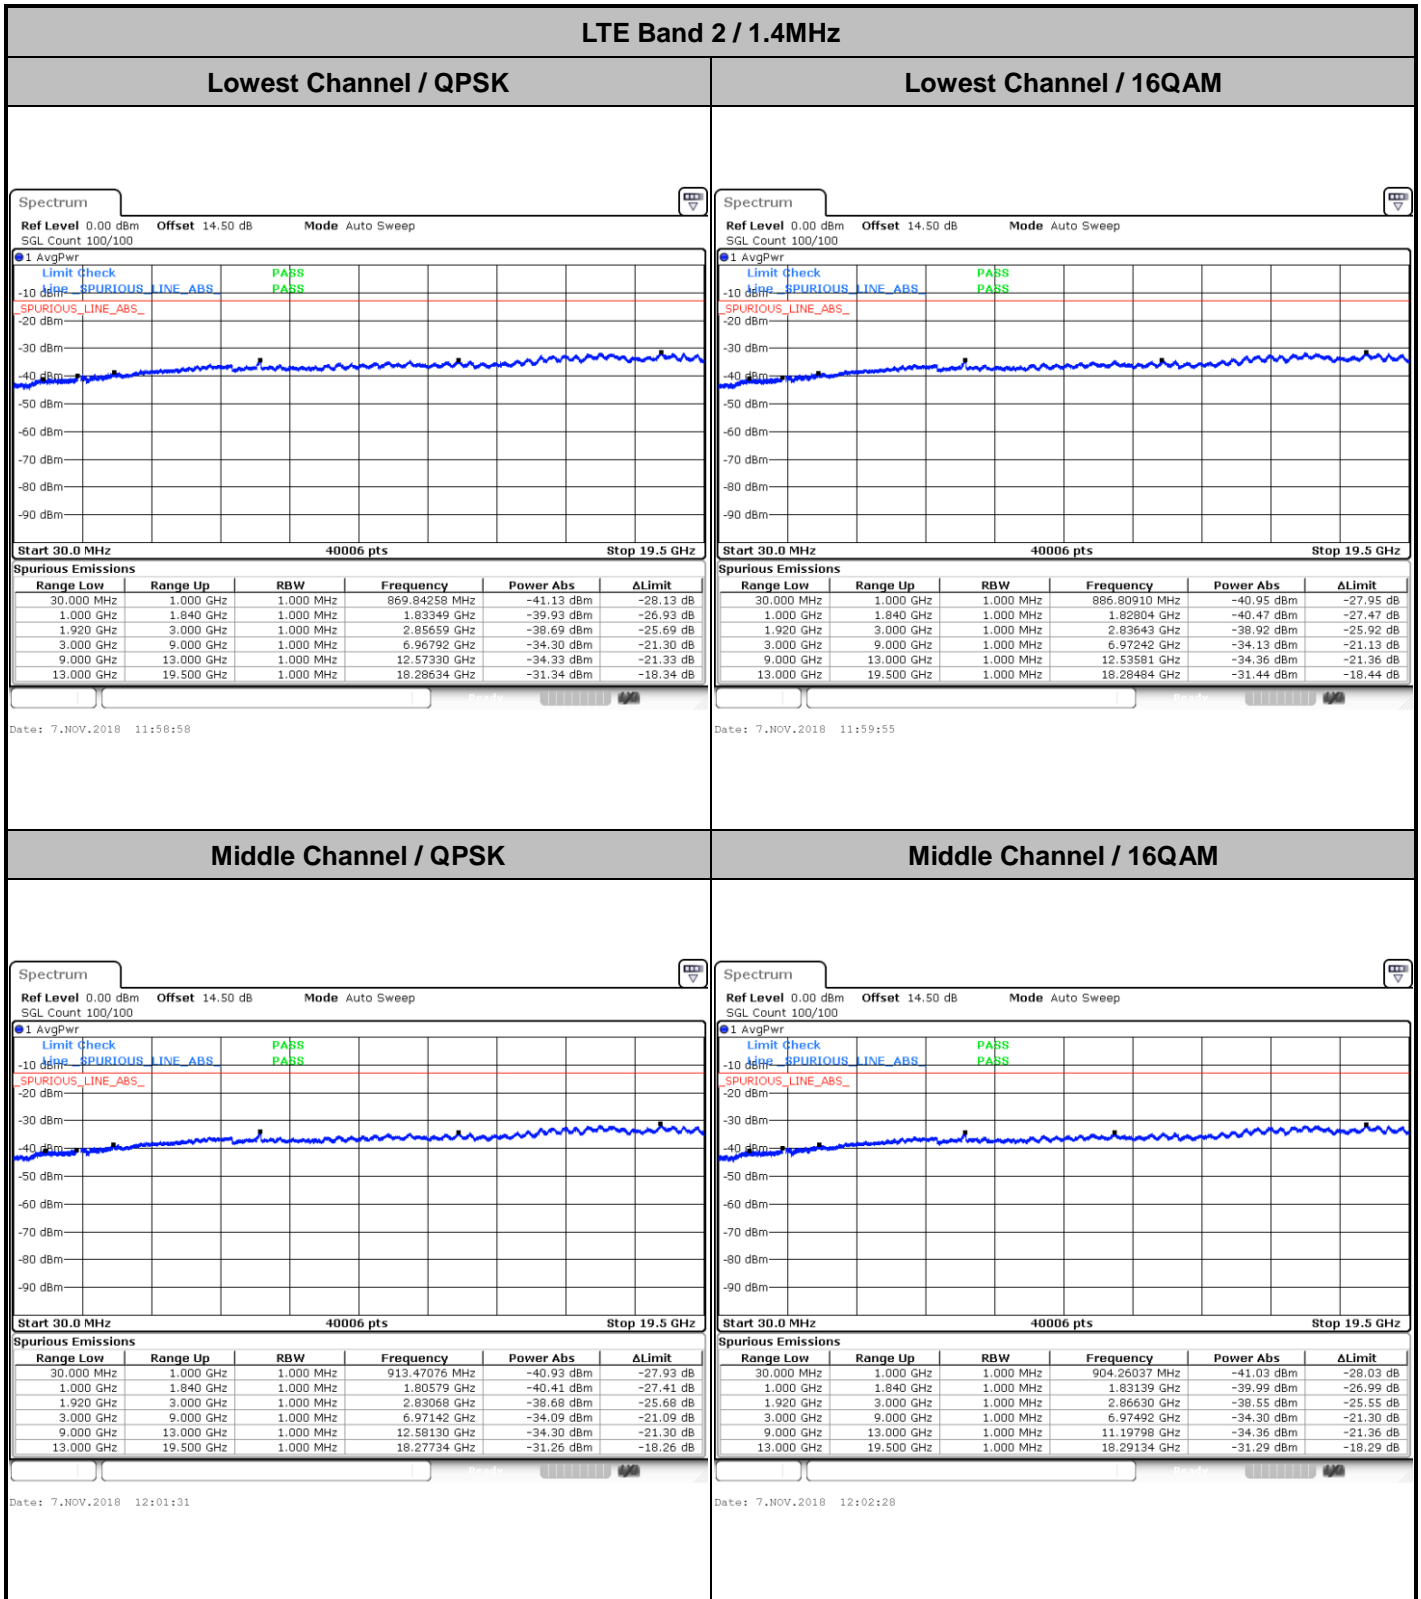 LTE Band 2 / 1.4MHz
Lowest Channel / QPSK
Lowest Channel / 16QAM
Spectrum
Ref Level 0.00 dBm Offset 14.50 dB Mode Auto Sweep
SGL Count 100/100
1 AvgPwr
Limit Check PASS
Line _SPURIOUS_LINE_ABS_ PASS
-10 dBm
_SPURIOUS_LINE_ABS_
-20 dBm
-30 dBm
-40 dBm
-50 dBm
-60 dBm
-70 dBm
-80 dBm
-90 dBm
Start 30.0 MHz 40006 pts Stop 19.5 GHz
Spurious Emissions
Range Low Range Up RBW Frequency Power Abs ΔLimit
30.000 MHz 1.000 GHz 1.000 MHz 869.84258 MHz -41.13 dBm -28.13 dB
1.000 GHz 1.840 GHz 1.000 MHz 1.83349 GHz -39.93 dBm -26.93 dB
1.920 GHz 3.000 GHz 1.000 MHz 2.85659 GHz -38.69 dBm -25.69 dB
3.000 GHz 9.000 GHz 1.000 MHz 6.96792 GHz -34.30 dBm -21.30 dB
9.000 GHz 13.000 GHz 1.000 MHz 12.57330 GHz -34.33 dBm -21.33 dB
13.000 GHz 19.500 GHz 1.000 MHz 18.28634 GHz -31.34 dBm -18.34 dB
Ready
Date: 7.NOV.2018 11:58:58
Spectrum
Ref Level 0.00 dBm Offset 14.50 dB Mode Auto Sweep
SGL Count 100/100
1 AvgPwr
Limit Check PASS
Line _SPURIOUS_LINE_ABS_ PASS
-10 dBm
_SPURIOUS_LINE_ABS_
-20 dBm
-30 dBm
-40 dBm
-50 dBm
-60 dBm
-70 dBm
-80 dBm
-90 dBm
Start 30.0 MHz 40006 pts Stop 19.5 GHz
Spurious Emissions
Range Low Range Up RBW Frequency Power Abs ΔLimit
30.000 MHz 1.000 GHz 1.000 MHz 886.80910 MHz -40.95 dBm -27.95 dB
1.000 GHz 1.840 GHz 1.000 MHz 1.82804 GHz -40.47 dBm -27.47 dB
1.920 GHz 3.000 GHz 1.000 MHz 2.83643 GHz -38.92 dBm -25.92 dB
3.000 GHz 9.000 GHz 1.000 MHz 6.97242 GHz -34.13 dBm -21.13 dB
9.000 GHz 13.000 GHz 1.000 MHz 12.53581 GHz -34.36 dBm -21.36 dB
13.000 GHz 19.500 GHz 1.000 MHz 18.28484 GHz -31.44 dBm -18.44 dB
Ready
Date: 7.NOV.2018 11:59:55
Middle Channel / QPSK
Middle Channel / 16QAM
Spectrum
Ref Level 0.00 dBm Offset 14.50 dB Mode Auto Sweep
SGL Count 100/100
1 AvgPwr
Limit Check PASS
Line _SPURIOUS_LINE_ABS_ PASS
-10 dBm
_SPURIOUS_LINE_ABS_
-20 dBm
-30 dBm
-40 dBm
-50 dBm
-60 dBm
-70 dBm
-80 dBm
-90 dBm
Start 30.0 MHz 40006 pts Stop 19.5 GHz
Spurious Emissions
Range Low Range Up RBW Frequency Power Abs ΔLimit
30.000 MHz 1.000 GHz 1.000 MHz 913.47076 MHz -40.93 dBm -27.93 dB
1.000 GHz 1.840 GHz 1.000 MHz 1.80579 GHz -40.41 dBm -27.41 dB
1.920 GHz 3.000 GHz 1.000 MHz 2.83068 GHz -38.68 dBm -25.68 dB
3.000 GHz 9.000 GHz 1.000 MHz 6.97142 GHz -34.09 dBm -21.09 dB
9.000 GHz 13.000 GHz 1.000 MHz 12.58130 GHz -34.30 dBm -21.30 dB
13.000 GHz 19.500 GHz 1.000 MHz 18.27734 GHz -31.26 dBm -18.26 dB
Ready
Date: 7.NOV.2018 12:01:31
Spectrum
Ref Level 0.00 dBm Offset 14.50 dB Mode Auto Sweep
SGL Count 100/100
1 AvgPwr
Limit Check PASS
Line _SPURIOUS_LINE_ABS_ PASS
-10 dBm
_SPURIOUS_LINE_ABS_
-20 dBm
-30 dBm
-40 dBm
-50 dBm
-60 dBm
-70 dBm
-80 dBm
-90 dBm
Start 30.0 MHz 40006 pts Stop 19.5 GHz
Spurious Emissions
Range Low Range Up RBW Frequency Power Abs ΔLimit
30.000 MHz 1.000 GHz 1.000 MHz 904.26037 MHz -41.03 dBm -28.03 dB
1.000 GHz 1.840 GHz 1.000 MHz 1.83139 GHz -39.99 dBm -26.99 dB
1.920 GHz 3.000 GHz 1.000 MHz 2.86630 GHz -38.55 dBm -25.55 dB
3.000 GHz 9.000 GHz 1.000 MHz 6.97492 GHz -34.30 dBm -21.30 dB
9.000 GHz 13.000 GHz 1.000 MHz 11.19798 GHz -34.36 dBm -21.36 dB
13.000 GHz 19.500 GHz 1.000 MHz 18.29134 GHz -31.29 dBm -18.29 dB
Ready
Date: 7.NOV.2018 12:02:28